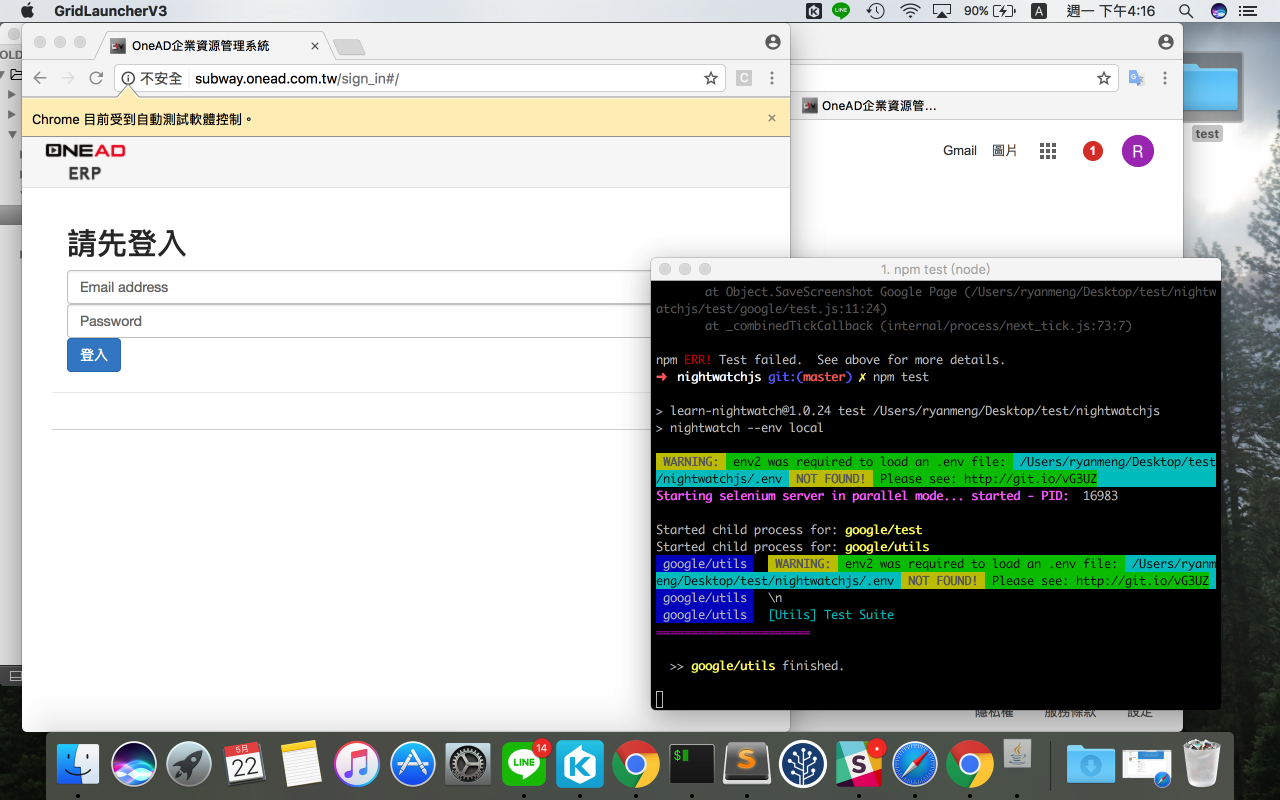 GridLauncherV3
90%
A
週一 下午4:16
OneAD企業資源管理系統
不安全
subway.onead.com.tw/sign_in#/
C
Chrome 目前受到自動測試軟體控制。
ONEAD
ERP
請先登入
Email address
Password
登入
OneAD企業資源管...
Gmail
圖片
1
R
test
OLD
1. npm test (node)
at Object.SaveScreenshot Google Page (/Users/ryanmeng/Desktop/test/nightw
atchjs/test/google/test.js:11:24)
at _combinedTickCallback (internal/process/next_tick.js:73:7)
npm ERR! Test failed.  See above for more details.
➜  nightwatchjs git:(master) ✗ npm test
> learn-nightwatch@1.0.24 test /Users/ryanmeng/Desktop/test/nightwatchjs
> nightwatch --env local
WARNING:  env2 was required to load an .env file:  /Users/ryanmeng/Desktop/test
/nightwatchjs/.env  NOT FOUND!  Please see: http://git.io/vG3UZ
Starting selenium server in parallel mode... started - PID:  16983
Started child process for: google/test
Started child process for: google/utils
google/utils   WARNING:  env2 was required to load an .env file:  /Users/ryanm
eng/Desktop/test/nightwatchjs/.env  NOT FOUND!  Please see: http://git.io/vG3UZ
google/utils   \n
google/utils   [Utils] Test Suite
======================
>> google/utils finished.
隱私權
服務條款
設定
5月
22
LINE
14
K
$
S
S